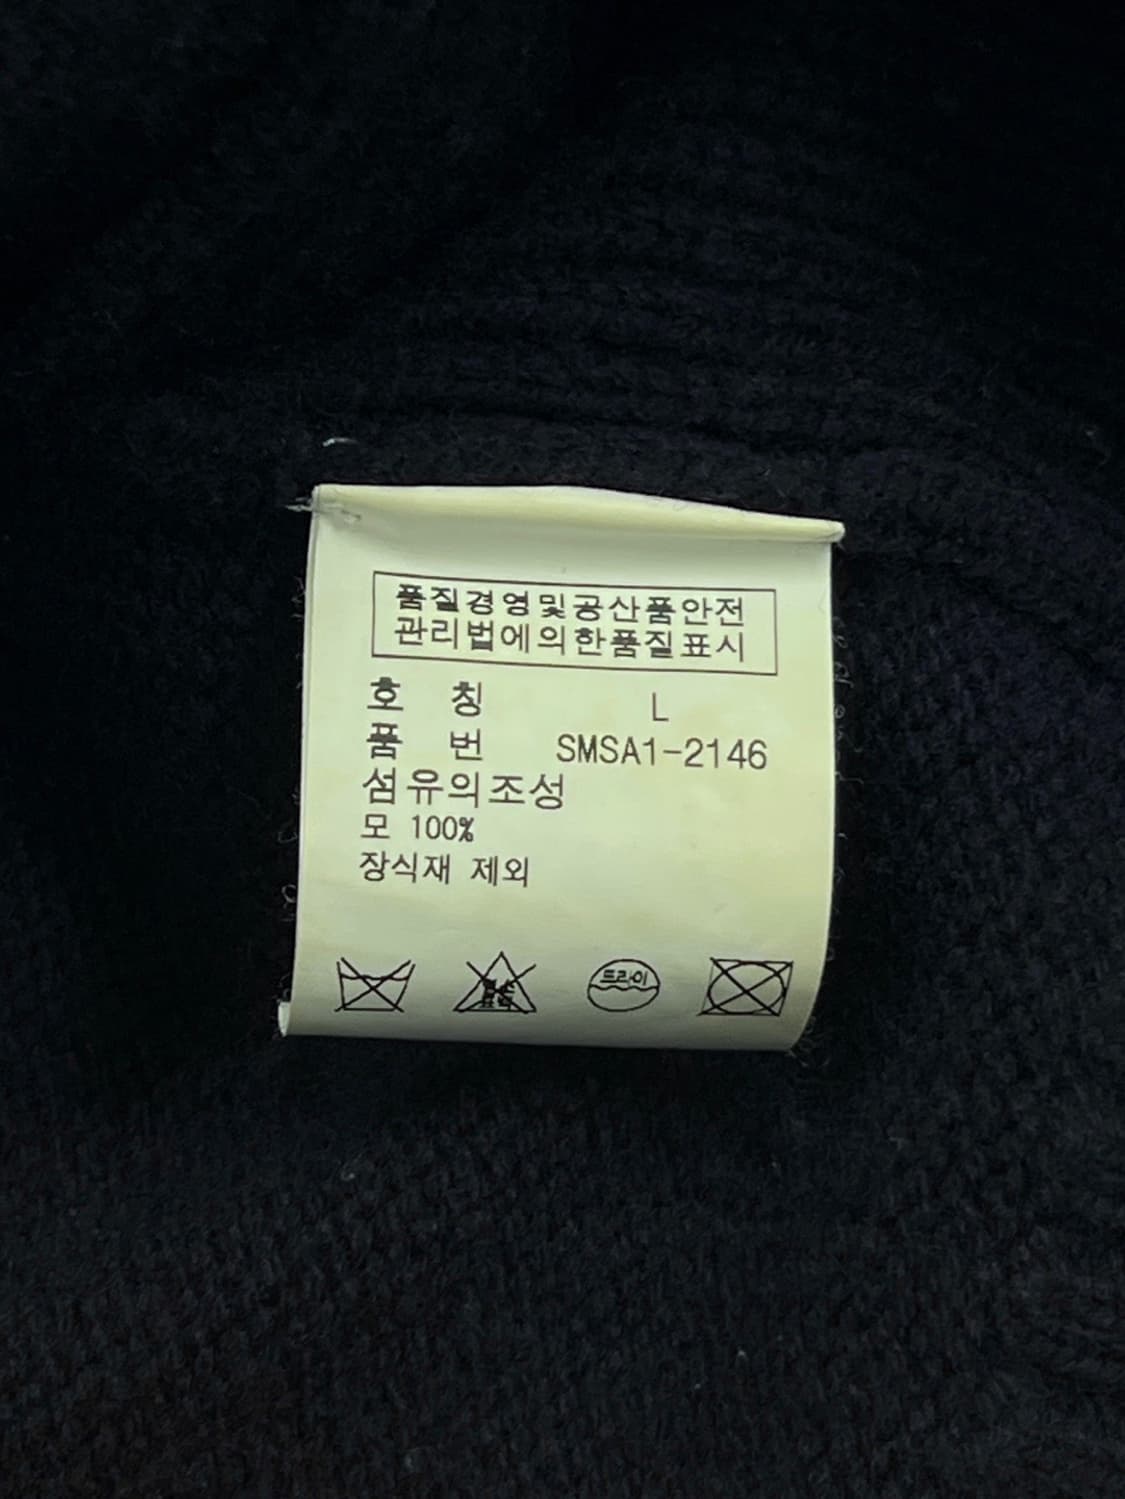 품질경영및공산품안전
관리법에의한품질표시
호 칭 L
품 번 SMSA1-2146
섬유의조성
모 100%
장식재 제외
드라이